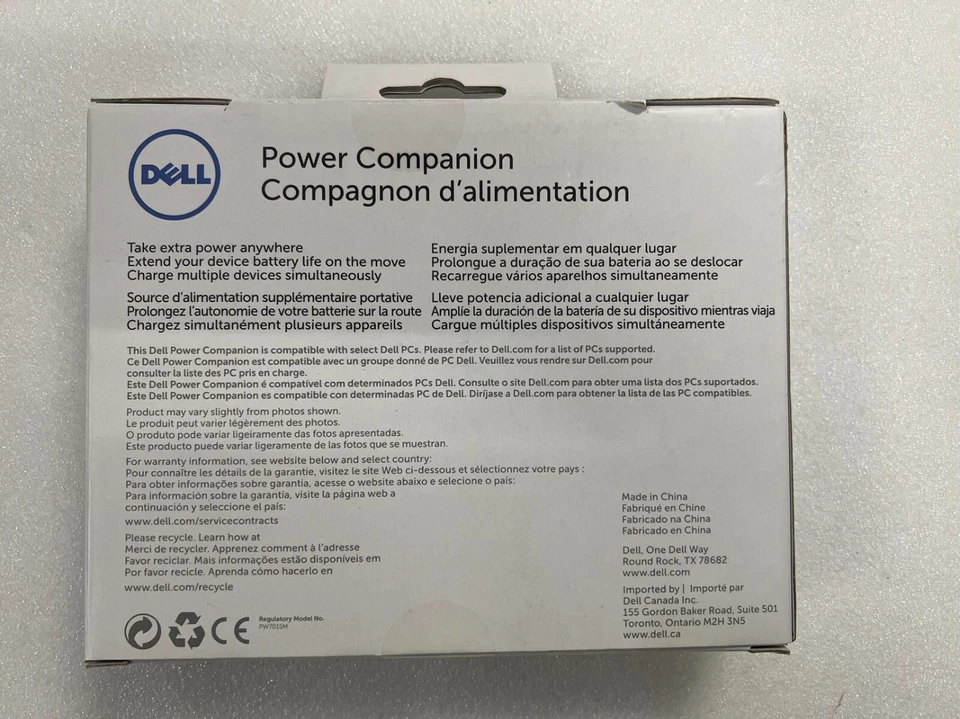 DELL
Power Companion
Compagnon d'alimentation
Take extra power anywhere
Extend your device battery life on the move
Charge multiple devices simultaneously
Source d'alimentation supplémentaire portative
Prolongez l'autonomie de votre batterie sur la route
Chargez simultanément plusieurs appareils
Energia suplementar em qualquer lugar
Prolongue a duração de sua bateria ao se deslocar
Recarregue vários aparelhos simultaneamente
Lleve potencia adicional a cualquier lugar
Amplíe la duración de la batería de su dispositivo mientras viaja
Cargue múltiples dispositivos simultáneamente
This Dell Power Companion is compatible with select Dell PCs. Please refer to Dell.com for a list of PCs supported.
Ce Dell Power Companion est compatible avec un groupe donné de PC Dell. Veuillez vous rendre sur Dell.com pour
consulter la liste des PC pris en charge.
Este Dell Power Companion é compatível com determinados PCs Dell. Consulte o site Dell.com para obter uma lista dos PCs suportados.
Este Dell Power Companion es compatible con determinadas PC de Dell. Diríjase a Dell.com para obtener la lista de las PC compatibles.
Product may vary slightly from photos shown.
Le produit peut varier légèrement des photos.
O produto pode variar ligeiramente das fotos apresentadas.
Este producto puede variar ligeramente de las fotos que se muestran.
For warranty information, see website below and select country:
Pour connaître les détails de la garantie, visitez le site Web ci-dessous et sélectionnez votre pays :
Para obter informações sobre garantia, acesse o website abaixo e selecione o país:
Para información sobre la garantía, visite la página web a
continuación y seleccione el país:
www.dell.com/servicecontracts
Please recycle. Learn how at
Merci de recycler. Apprenez comment à l'adresse
Favor reciclar. Mais informações estão disponíveis em
Por favor recicle. Aprenda cómo hacerlo en
www.dell.com/recycle
CE
Regulatory Model No.
PW7015M
Made in China
Fabriqué en Chine
Fabricado na China
Fabricado en China
Dell, One Dell Way
Round Rock, TX 78682
www.dell.com
Imported by | Importé par
Dell Canada Inc.
155 Gordon Baker Road, Suite 501
Toronto, Ontario M2H 3N5
www.dell.ca